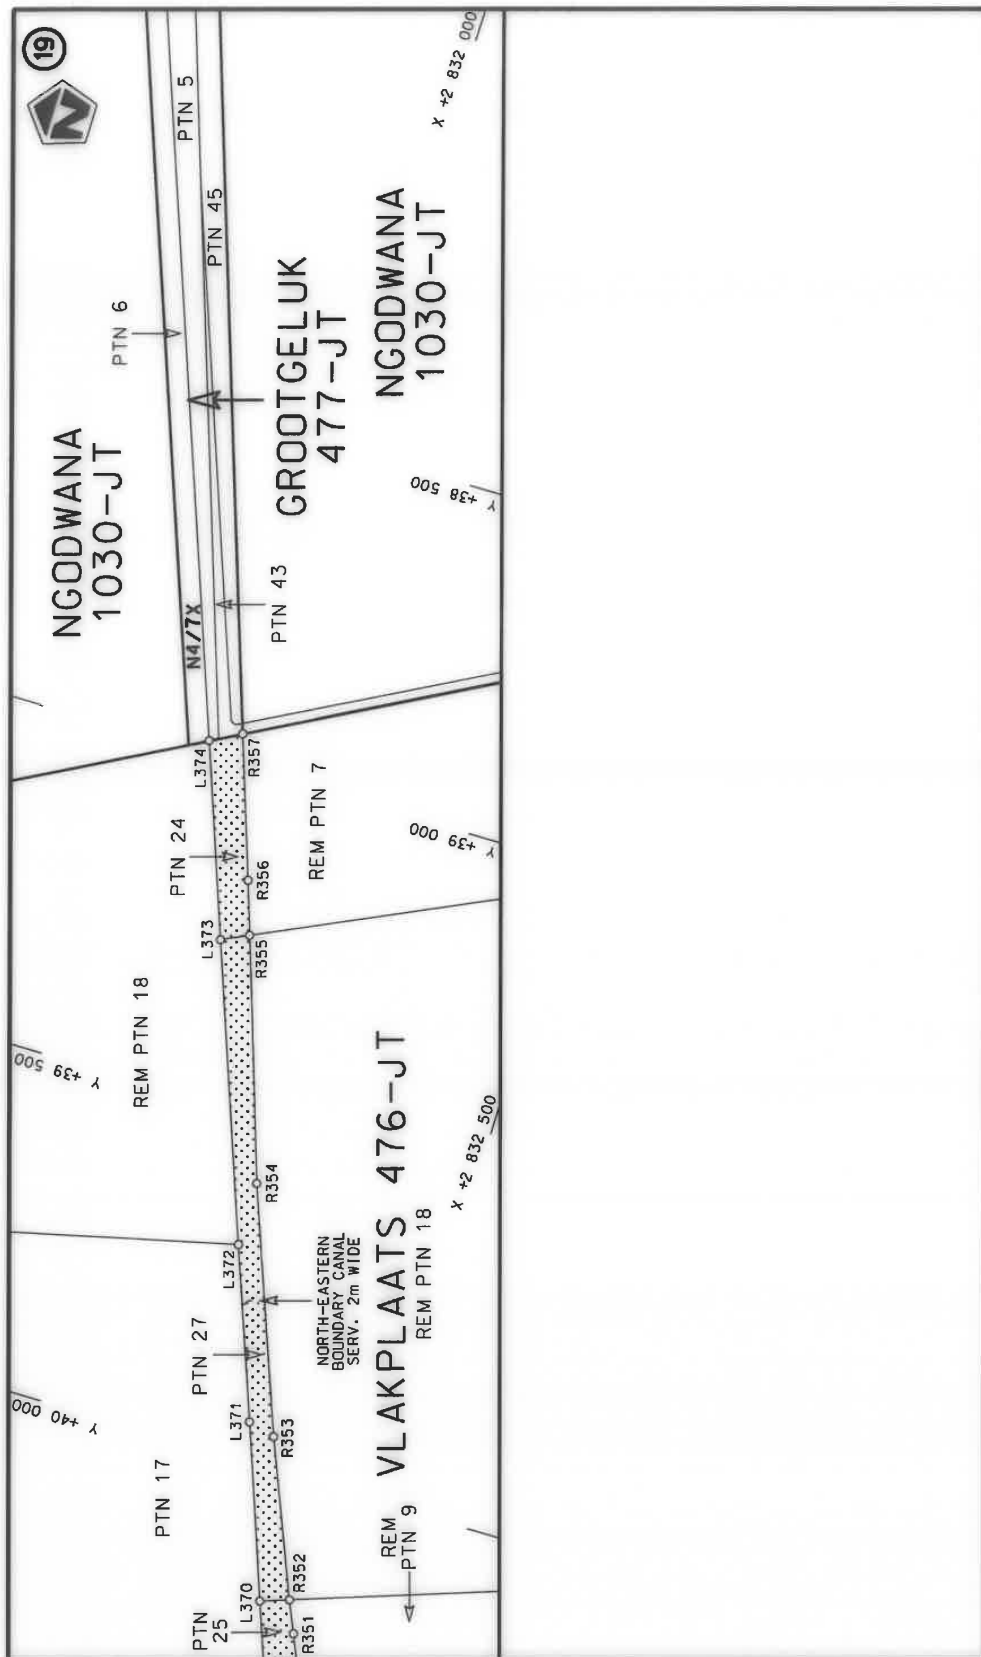 19
N
NGODWANA
1030-JT
PTN 6
PTN 5
PTN 45
X +2 832 000
NGODWANA
1030-JT
GROOTGELUK
477-JT
Y +38 500
N4/7X
PTN 43
L374
R357
PTN 24
REM PTN 7
Y +39 000
R356
L373
R355
REM PTN 18
Y +39 500
R354
L372
VLAKPLAATS 476-JT
REM PTN 18
X +2 832 500
NORTH-EASTERN
BOUNDARY CANAL
SERV. 2m WIDE
PTN 27
Y +40 000
L371
R353
PTN 17
REM
PTN 9
L370
R352
PTN
25
R351